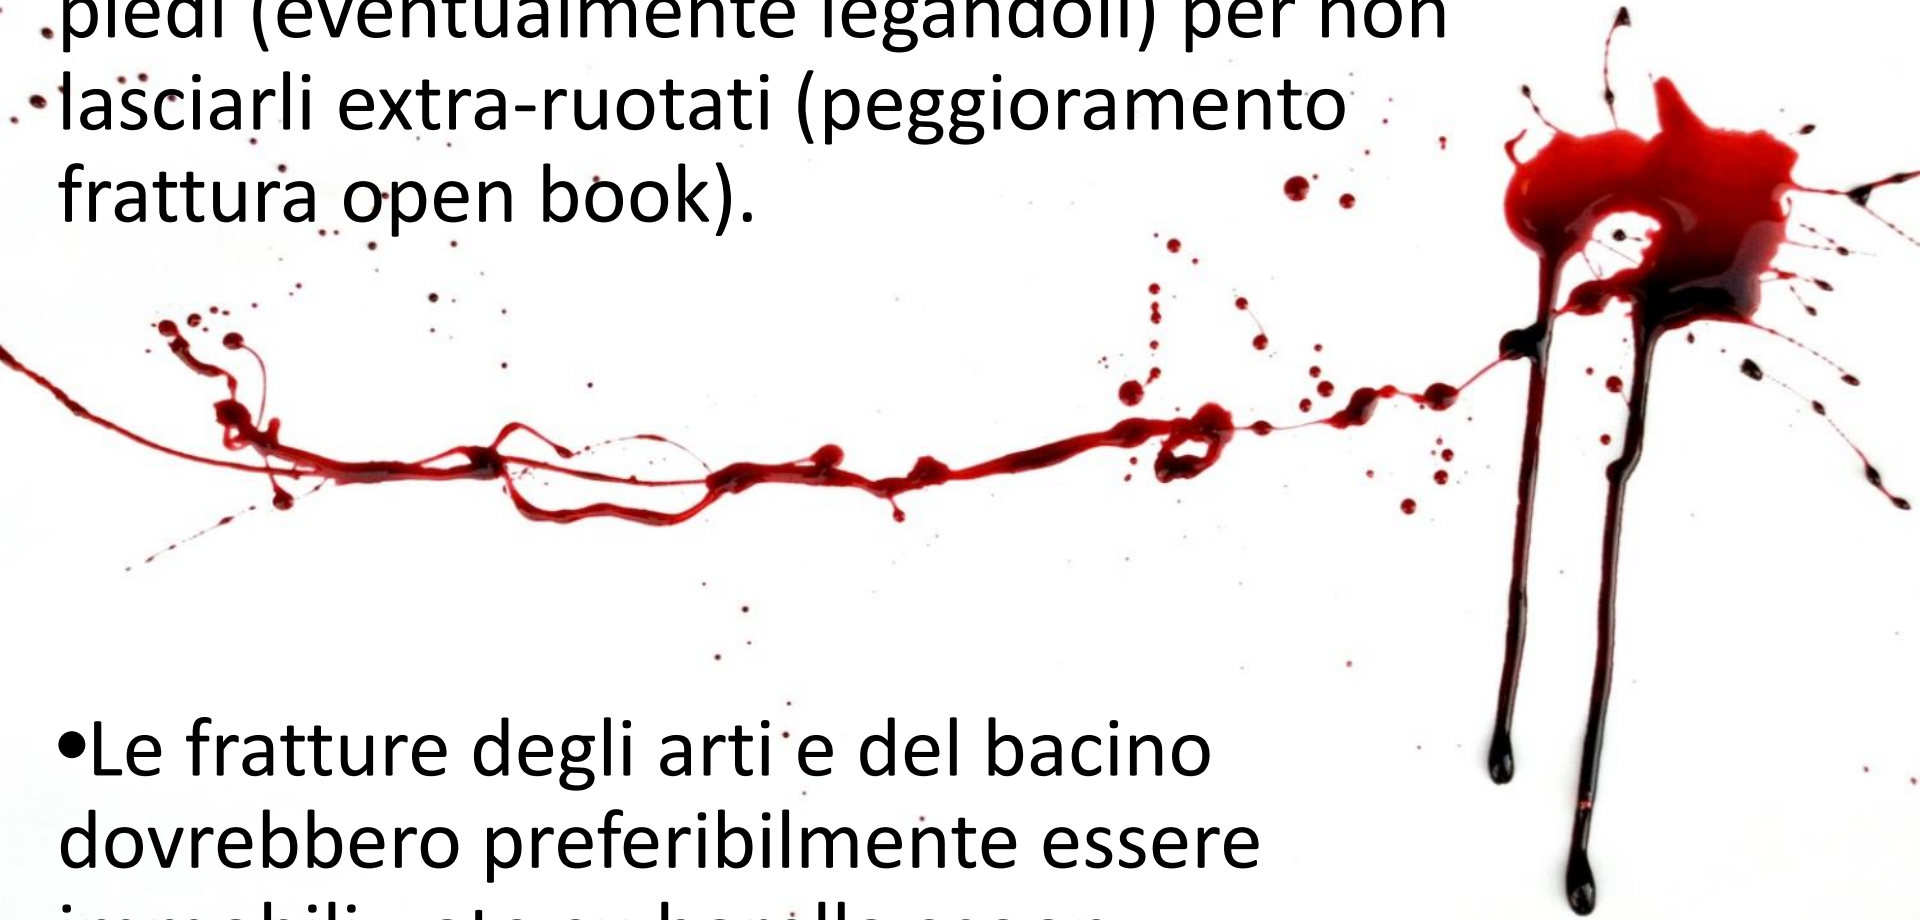 piedi (eventualmente legandoli) per non
lasciarli extra-ruotati (peggioramento
frattura open book).
•Le fratture degli arti e del bacino
dovrebbero preferibilmente essere